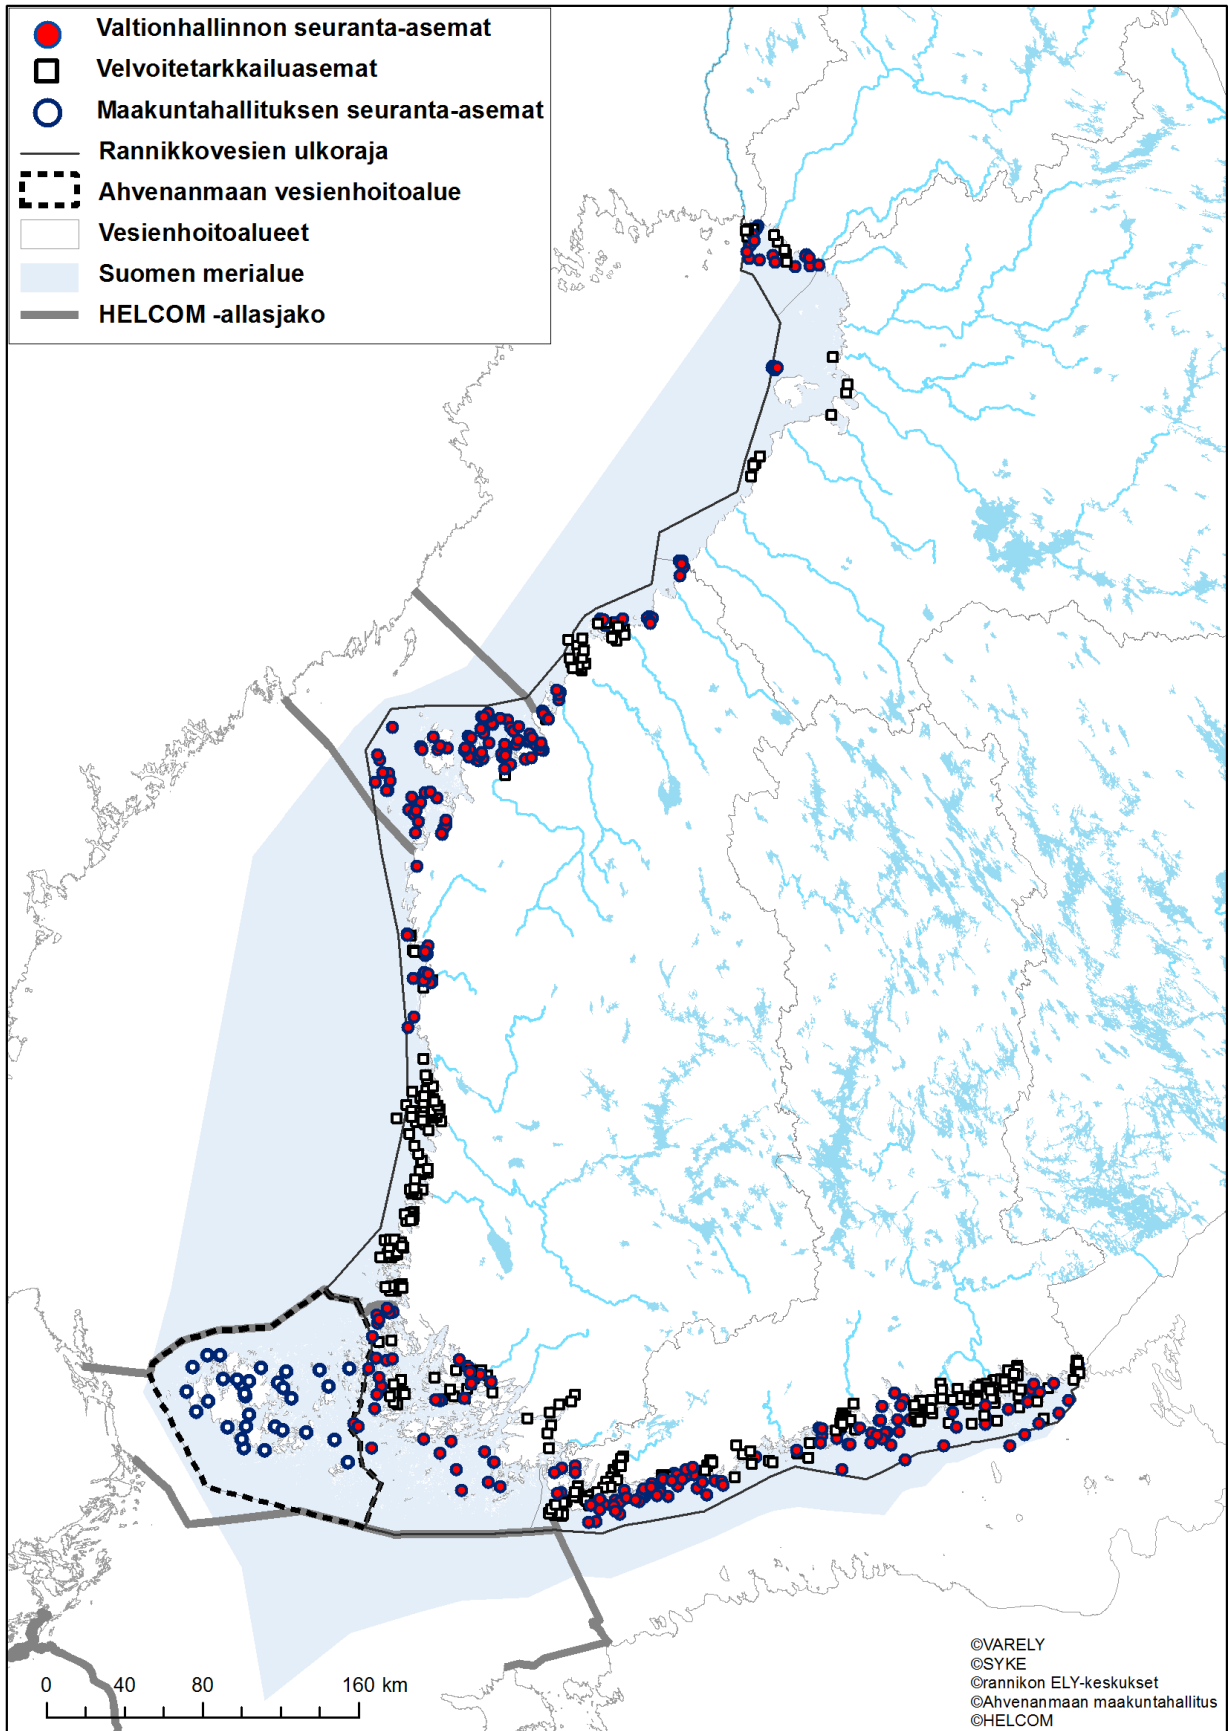 Valtionhallinnon seuranta-asemat
Velvoitetarkkailuasemat
Maakuntahallituksen seuranta-asemat
Rannikkovesien ulkoraja
Ahvenanmaan vesienhoitoalue
Vesienhoitoalueet
Suomen merialue
HELCOM -allasjako
0 40 80 160 km
©VARELY
©SYKE
©rannikon ELY-keskukset
©Ahvenanmaan maakuntahallitus
©HELCOM